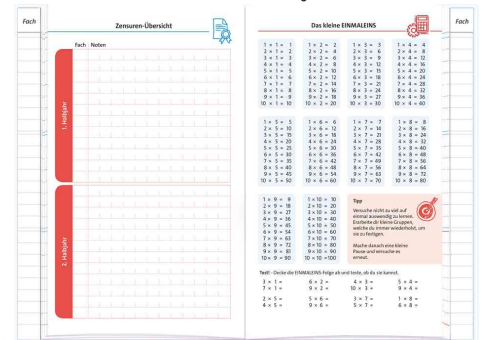 Fach
Zensuren-Übersicht
Fach Noten
1. Halbjahr
2. Halbjahr
Das kleine EINMALEINS
1 × 1 = 1 1 × 2 = 2 1 × 3 = 3 1 × 4 = 4
2 × 1 = 2 2 × 2 = 4 2 × 3 = 6 2 × 4 = 8
3 × 1 = 3 3 × 2 = 6 3 × 3 = 9 3 × 4 = 12
4 × 1 = 4 4 × 2 = 8 4 × 3 = 12 4 × 4 = 16
5 × 1 = 5 5 × 2 = 10 5 × 3 = 15 5 × 4 = 20
6 × 1 = 6 6 × 2 = 12 6 × 3 = 18 6 × 4 = 24
7 × 1 = 7 7 × 2 = 14 7 × 3 = 21 7 × 4 = 28
8 × 1 = 8 8 × 2 = 16 8 × 3 = 24 8 × 4 = 32
9 × 1 = 9 9 × 2 = 18 9 × 3 = 27 9 × 4 = 36
10 × 1 = 10 10 × 2 = 20 10 × 3 = 30 10 × 4 = 40
1 × 5 = 5 1 × 6 = 6 1 × 7 = 7 1 × 8 = 8
2 × 5 = 10 2 × 6 = 12 2 × 7 = 14 2 × 8 = 16
3 × 5 = 15 3 × 6 = 18 3 × 7 = 21 3 × 8 = 24
4 × 5 = 20 4 × 6 = 24 4 × 7 = 28 4 × 8 = 32
5 × 5 = 25 5 × 6 = 30 5 × 7 = 35 5 × 8 = 40
6 × 5 = 30 6 × 6 = 36 6 × 7 = 42 6 × 8 = 48
7 × 5 = 35 7 × 6 = 42 7 × 7 = 49 7 × 8 = 56
8 × 5 = 40 8 × 6 = 48 8 × 7 = 56 8 × 8 = 64
9 × 5 = 45 9 × 6 = 54 9 × 7 = 63 9 × 8 = 72
10 × 5 = 50 10 × 6 = 60 10 × 7 = 70 10 × 8 = 80
1 × 9 = 9 1 × 10 = 10
2 × 9 = 18 2 × 10 = 20
3 × 9 = 27 3 × 10 = 30
4 × 9 = 36 4 × 10 = 40
5 × 9 = 45 5 × 10 = 50
6 × 9 = 54 6 × 10 = 60
7 × 9 = 63 7 × 10 = 70
8 × 9 = 72 8 × 10 = 80
9 × 9 = 81 9 × 10 = 90
10 × 9 = 90 10 × 10 = 100
Tipp
Versuche nicht zu viel auf
einmal auswendig zu lernen.
Erarbeite dir kleine Gruppen,
welche du immer wiederholst, um
sie zu festigen.
Mache danach eine kleine
Pause und versuche es
erneut.
Test! - Decke die EINMALEINS-Folge ab und teste, ob du sie kannst.
3 × 1 = 6 × 2 = 4 × 3 = 5 × 4 =
7 × 1 = 9 × 2 = 10 × 3 = 9 × 4 =
2 × 5 = 5 × 6 = 3 × 7 = 1 × 8 =
4 × 5 = 9 × 6 = 5 × 7 = 6 × 8 =
Fach